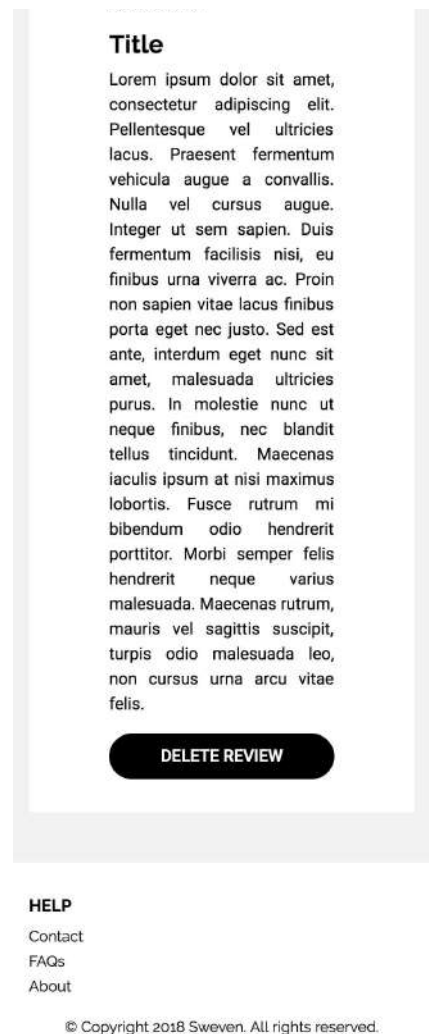 Title
Lorem ipsum dolor sit amet,
consectetur adipiscing elit.
Pellentesque vel ultricies
lacus. Praesent fermentum
vehicula augue a convallis.
Nulla vel cursus augue.
Integer ut sem sapien. Duis
fermentum facilisis nisi, eu
finibus urna viverra ac. Proin
non sapien vitae lacus finibus
porta eget nec justo. Sed est
ante, interdum eget nunc sit
amet, malesuada ultricies
purus. In molestie nunc ut
neque finibus, nec blandit
tellus tincidunt. Maecenas
iaculis ipsum at nisi maximus
lobortis. Fusce rutrum mi
bibendum odio hendrerit
porttitor. Morbi semper felis
hendrerit neque varius
malesuada. Maecenas rutrum,
mauris vel sagittis suscipit,
turpis odio malesuada leo,
non cursus urna arcu vitae
felis.
DELETE REVIEW
HELP
Contact
FAQs
About
© Copyright 2018 Sweven. All rights reserved.